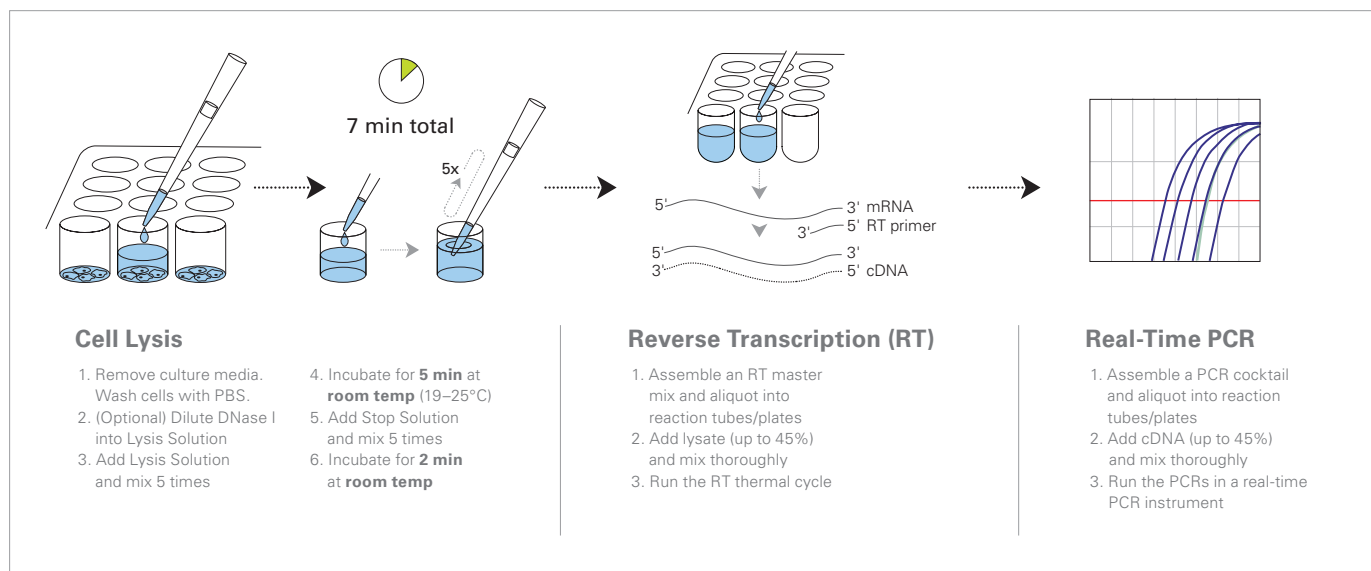 7 min total
5x
5'
3' mRNA
5' RT primer
3'
5'
3'
3'
5' cDNA
Cell Lysis
1. Remove culture media.
Wash cells with PBS.
2. (Optional) Dilute DNase I
into Lysis Solution
3. Add Lysis Solution
and mix 5 times
4. Incubate for 5 min at
room temp (19–25°C)
5. Add Stop Solution
and mix 5 times
6. Incubate for 2 min
at room temp
Reverse Transcription (RT)
1. Assemble an RT master
mix and aliquot into
reaction tubes/plates
2. Add lysate (up to 45%)
and mix thoroughly
3. Run the RT thermal cycle
Real-Time PCR
1. Assemble a PCR cocktail
and aliquot into reaction
tubes/plates
2. Add cDNA (up to 45%)
and mix thoroughly
3. Run the PCRs in a real-time
PCR instrument